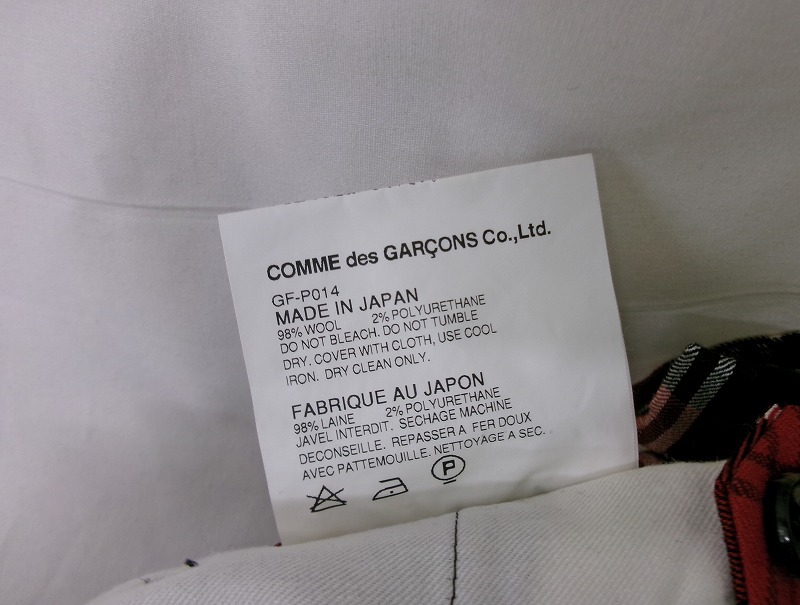 COMME des GARÇONS Co.,Ltd.
GF-P014
MADE IN JAPAN
98% WOOL 2% POLYURETHANE
DO NOT BLEACH. DO NOT TUMBLE
DRY. COVER WITH CLOTH, USE COOL
IRON. DRY CLEAN ONLY.
FABRIQUE AU JAPON
98% LAINE 2% POLYURETHANE
JAVEL INTERDIT. SECHAGE MACHINE
DECONSEILLE. REPASSER A FER DOUX
AVEC PATTEMOUILLE. NETTOYAGE A SEC.
P